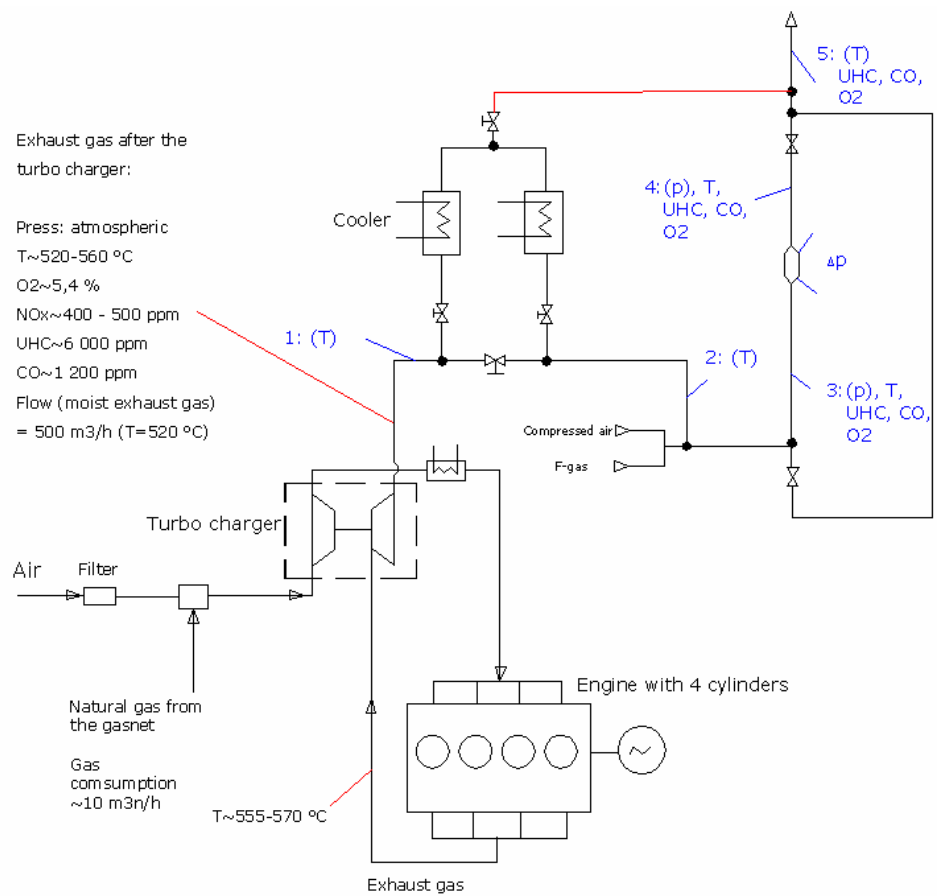 5: (T)
UHC, CO,
O2
Exhaust gas after the
turbo charger:
4: (p), T,
UHC, CO,
O2
Cooler
Press: atmospheric
T~520-560 ºC
O2~5,4 %
NOx~400 - 500 ppm
UHC~6 000 ppm
CO~1 200 ppm
Flow (moist exhaust gas)
= 500 m3/h (T=520 ºC)
Δp
1: (T)
2: (T)
3: (p), T,
UHC, CO,
O2
Compressed air
F-gas
Turbo charger
Air
Filter
Natural gas from
the gasnet
Gas
comsumption
~10 m3n/h
Engine with 4 cylinders
T~555-570 ºC
Exhaust gas